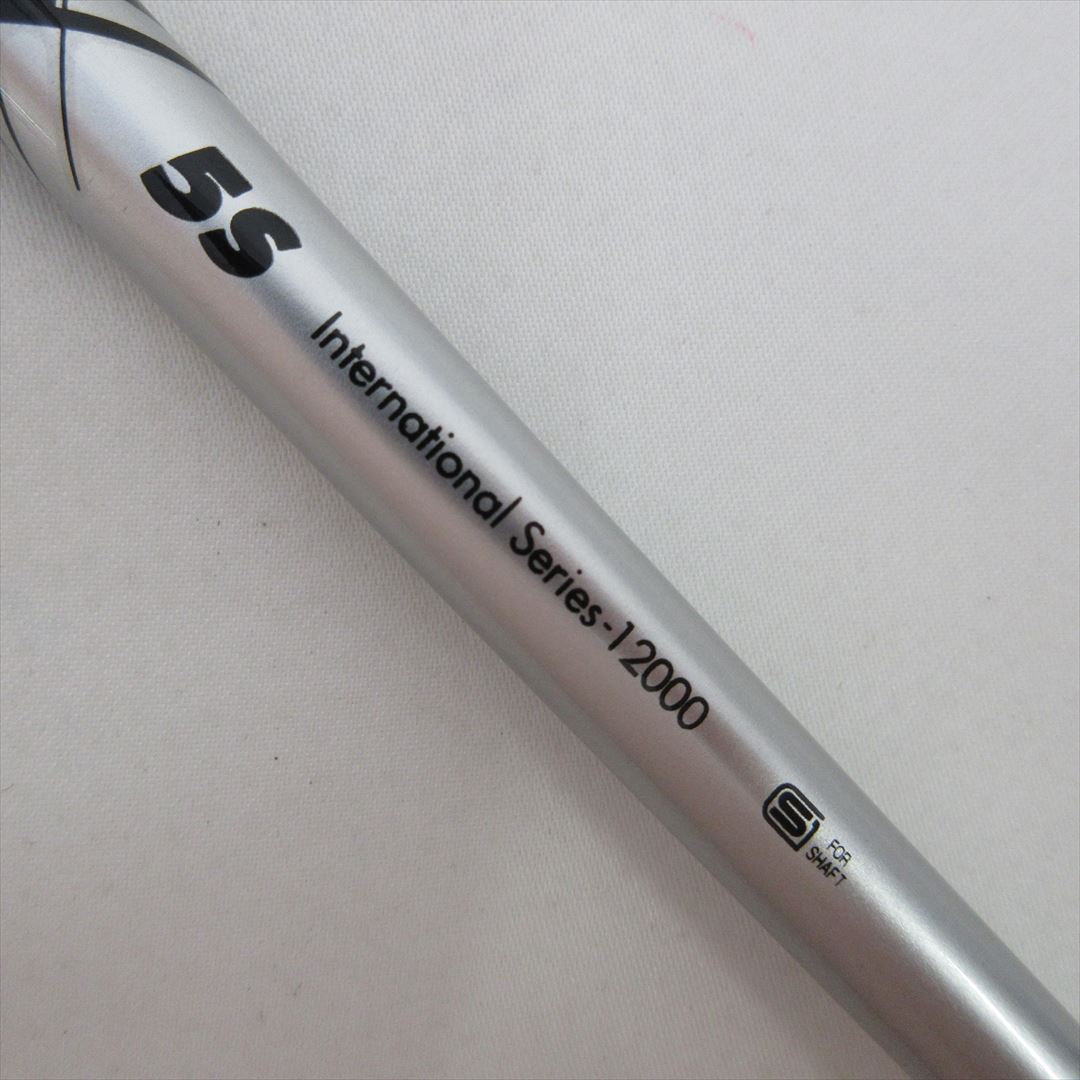 5S
International Series-12000
S
FOR
SHAFT